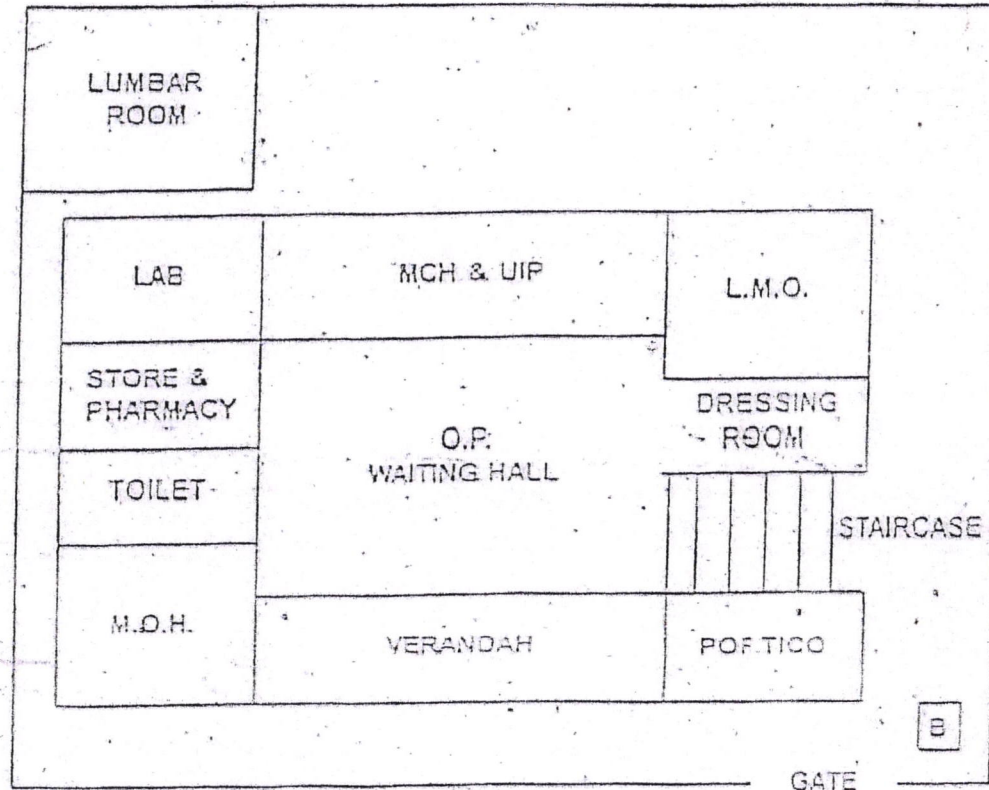 LUMBAR
ROOM
LAB
MCH & UIP
L.M.O.
STORE &
PHARMACY
DRESSING
ROOM
O.P.
WAITING HALL
TOILET
STAIRCASE
M.O.H.
VERANDAH
PORTICO
B
GATE